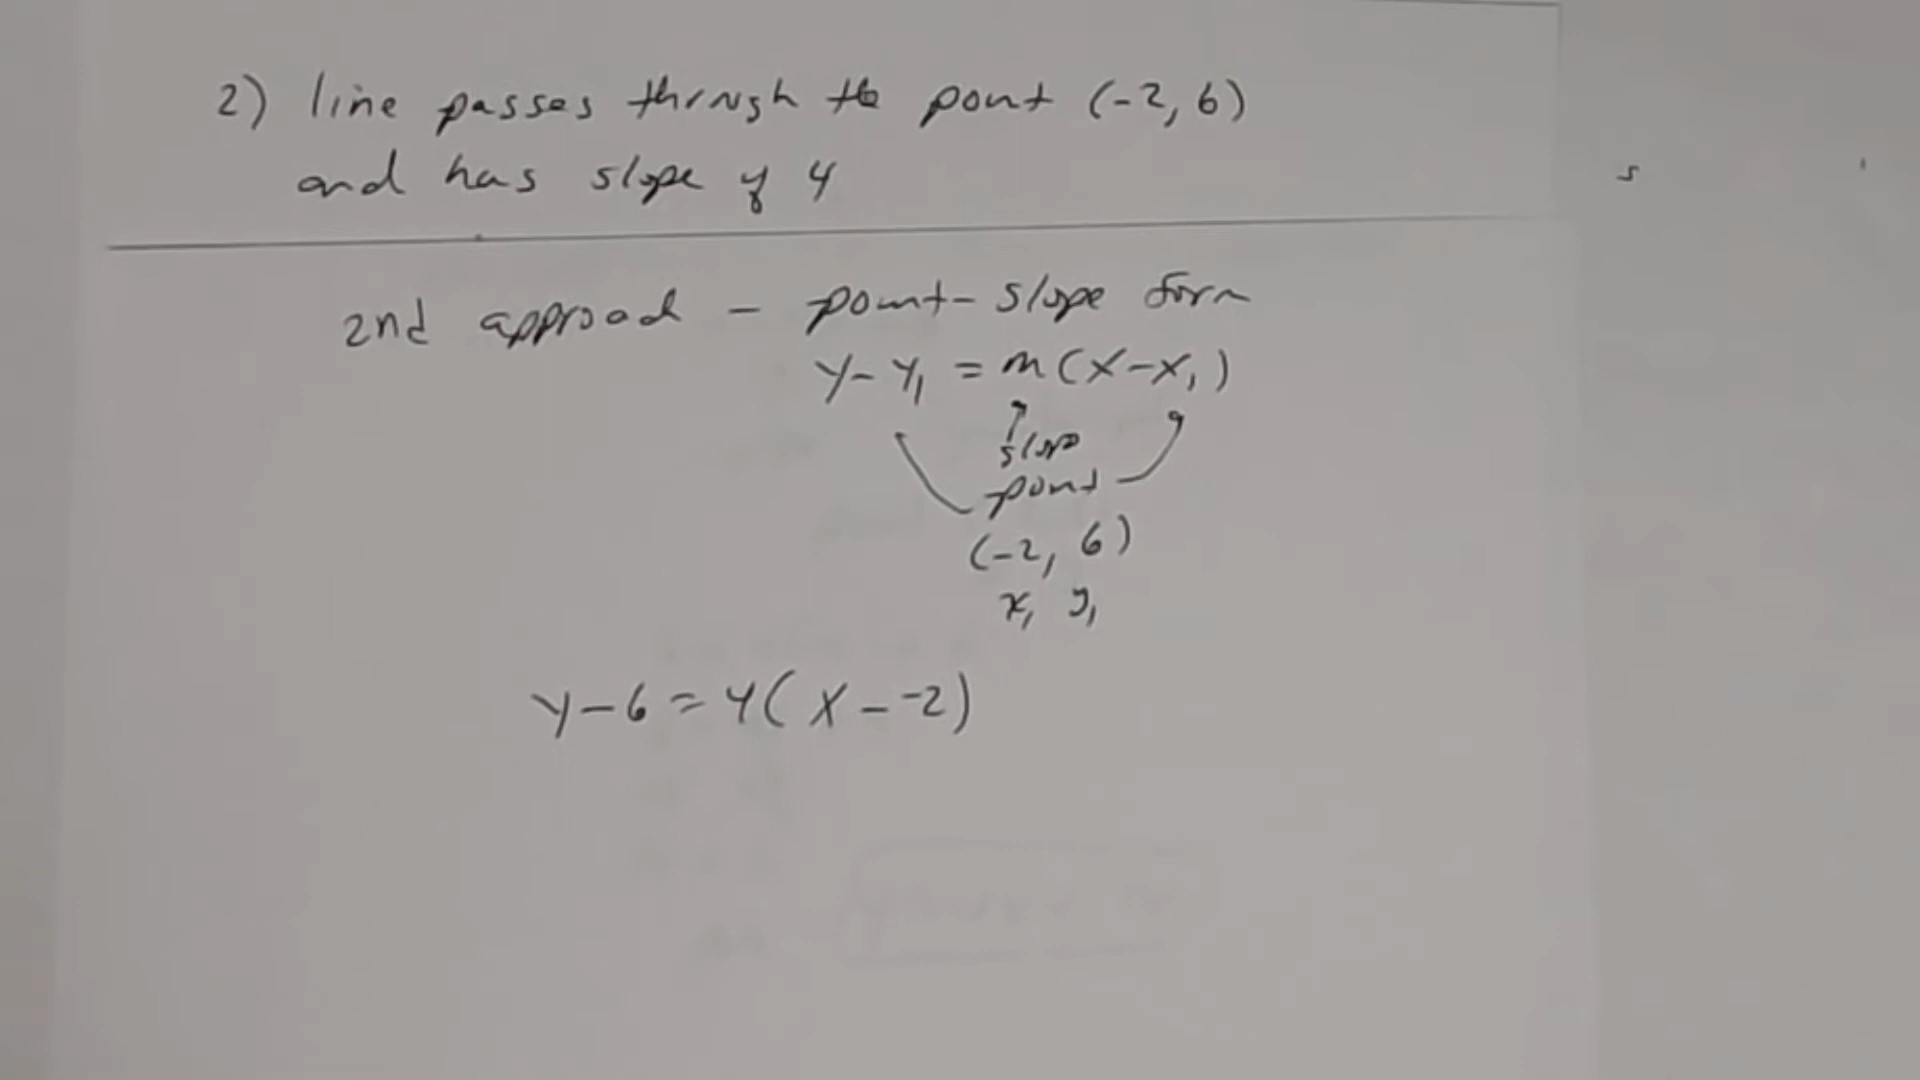 2) line passes through the point (-2, 6)
and has slope of 4
2nd approach - point-slope form
y - y₁ = m(x - x₁)
slope
point
(-2, 6)
x₁ y₁
y - 6 = 4(x - -2)